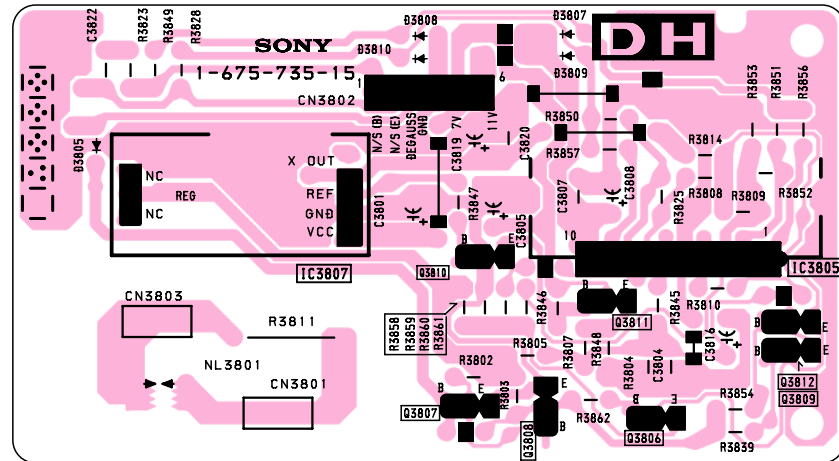 C3822
R3823
R3849
R3828
SONY
1-675-735-15
D3808
D3810
D3807
D3809
DH
R3853
R3851
R3856
1
6
CN3802
N/S (B)
N/S (E)
DEGAUSS
GND
7V
11V
C3819
C3820
R3850
R3857
R3814
R3808
R3809
R3852
D3805
X OUT
NC
REG
REF
GND
NC
VCC
C3801
R3847
C3805
C3807
C3808
R3825
B
E
10
1
IC3807
Q3810
IC3805
CN3803
R3811
NL3801
CN3801
R3858
R3859
R3860
R3861
R3846
B
E
Q3811
R3845
R3810
C3816
B
E
B
E
Q3812
Q3809
R3805
R3807
R3848
R3804
C3804
R3802
R3803
B
E
Q3807
E
B
Q3808
R3862
B
E
Q3806
R3854
R3839